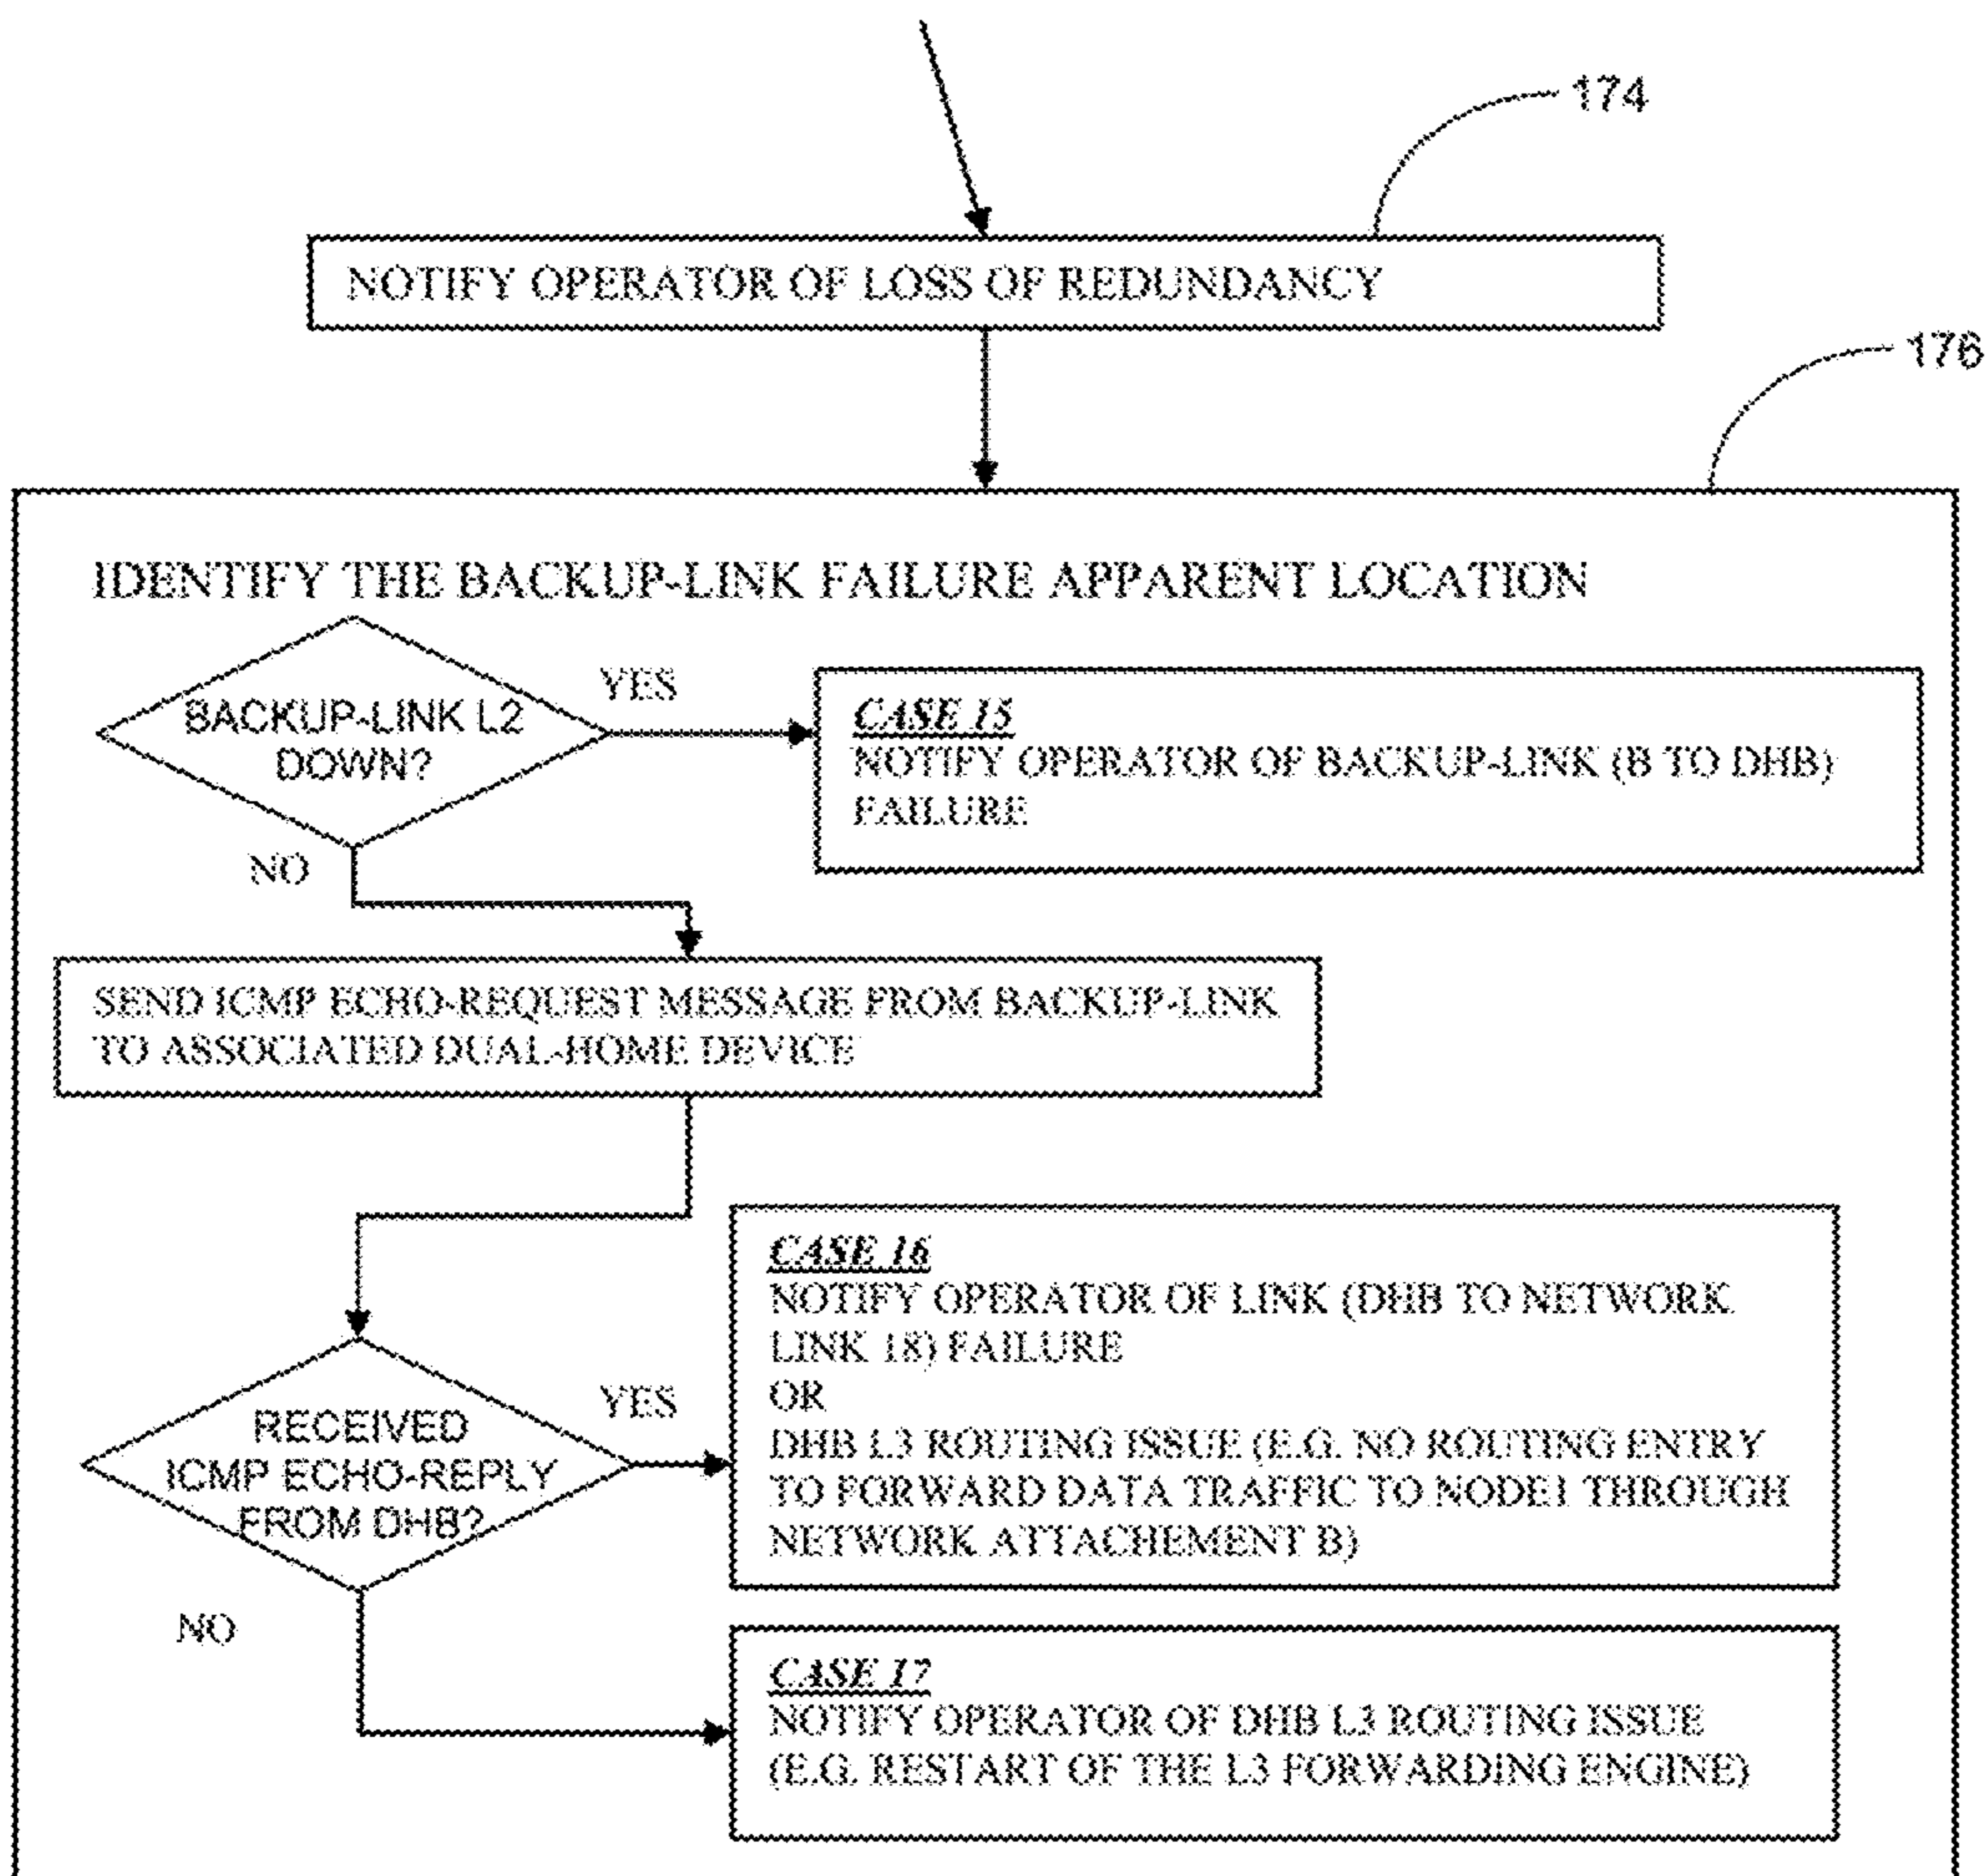 174
NOTIFY OPERATOR OF LOSS OF REDUNDANCY
176
IDENTIFY THE BACKUP-LINK FAILURE APPARENT LOCATION
BACKUP-LINK L2
DOWN?
YES
CASE 15
NOTIFY OPERATOR OF BACKUP-LINK (B TO DHB)
FAILURE
NO
SEND ICMP ECHO-REQUEST MESSAGE FROM BACKUP-LINK
TO ASSOCIATED DUAL-HOME DEVICE
RECEIVED
ICMP ECHO-REPLY
FROM DHB?
YES
CASE 16
NOTIFY OPERATOR OF LINK (DHB TO NETWORK
LINK 18) FAILURE
OR
DHB L3 ROUTING ISSUE (E.G. NO ROUTING ENTRY
TO FORWARD DATA TRAFFIC TO NODE1 THROUGH
NETWORK ATTACHEMENT B)
NO
CASE 17
NOTIFY OPERATOR OF DHB L3 ROUTING ISSUE
(E.G. RESTART OF THE L3 FORWARDING ENGINE)